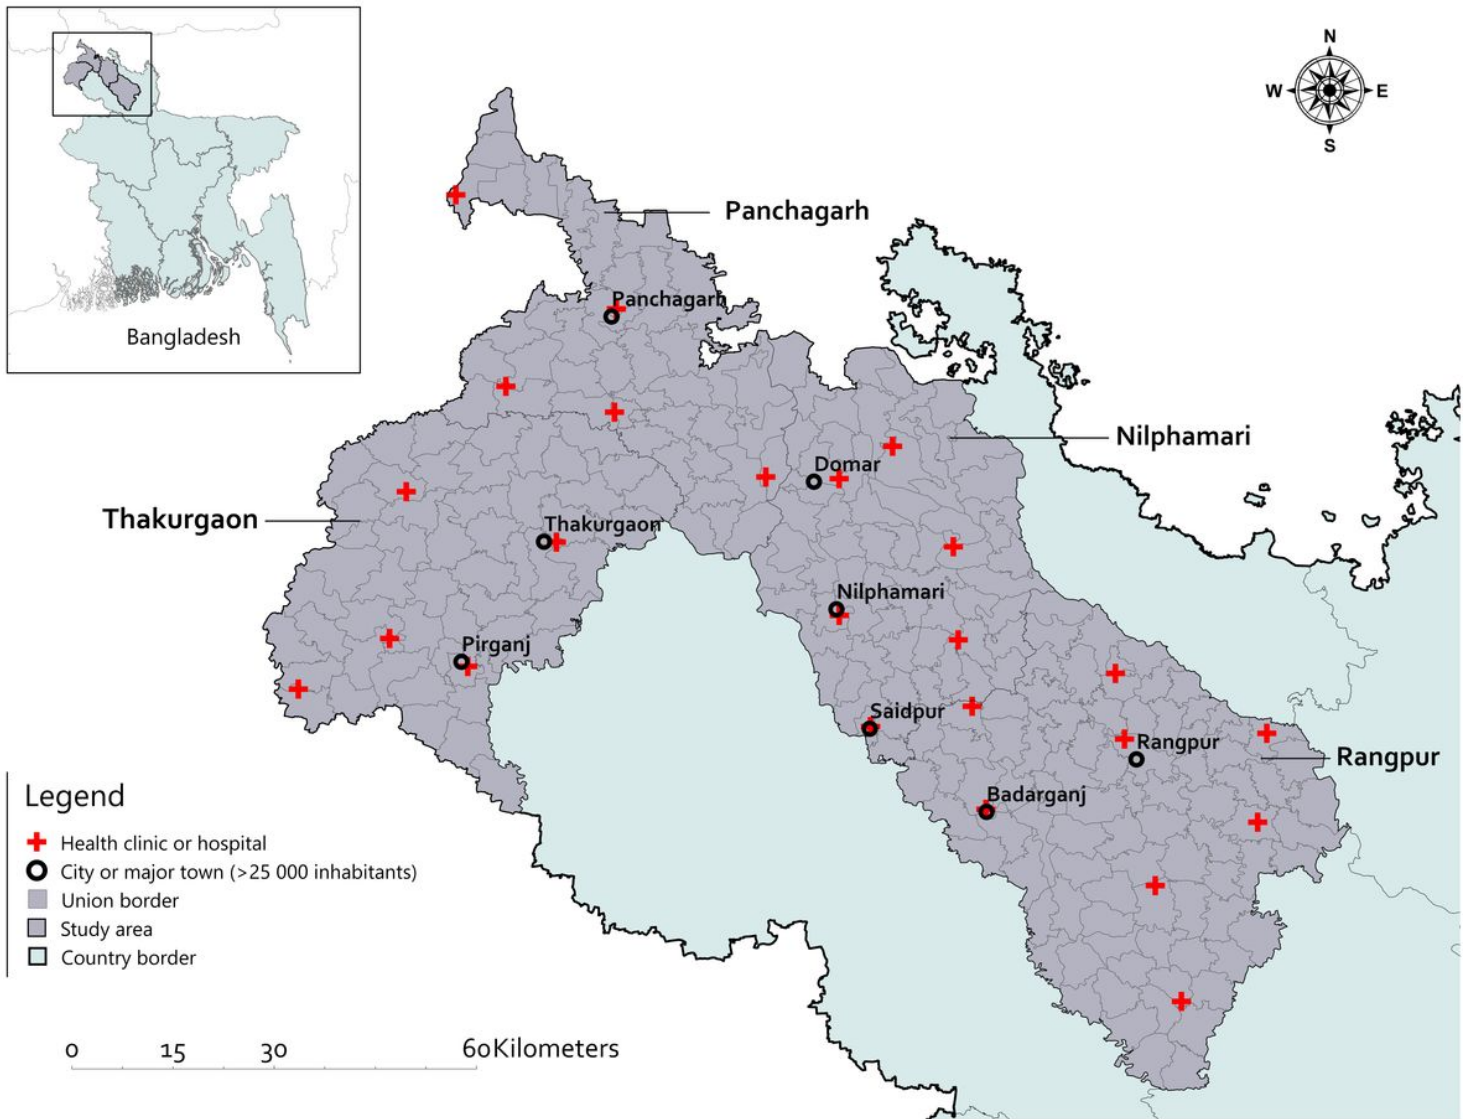 N
W E
S
Bangladesh
Panchagarh
Panchagarh
Nilphamari
Domar
Thakurgaon
Thakurgaon
Nilphamari
Pirganj
Saidpur
Rangpur
Rangpur
Badarganj
Legend
Health clinic or hospital
City or major town (>25 000 inhabitants)
Union border
Study area
Country border
0 15 30 60Kilometers